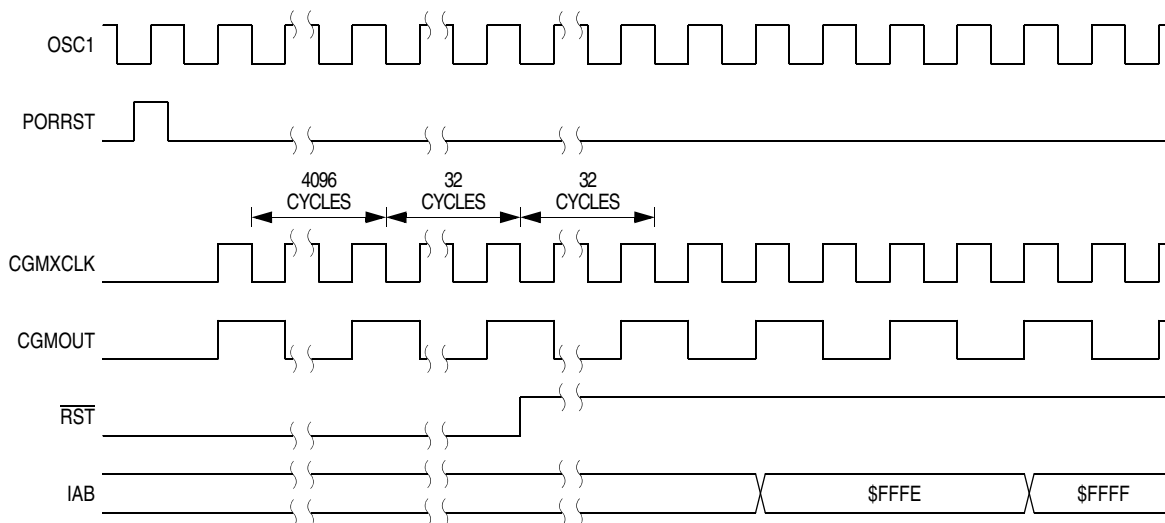 OSC1
PORRST
4096
CYCLES
32
CYCLES
32
CYCLES
CGMXCLK
CGMOUT
RST
IAB
$FFFE
$FFFF